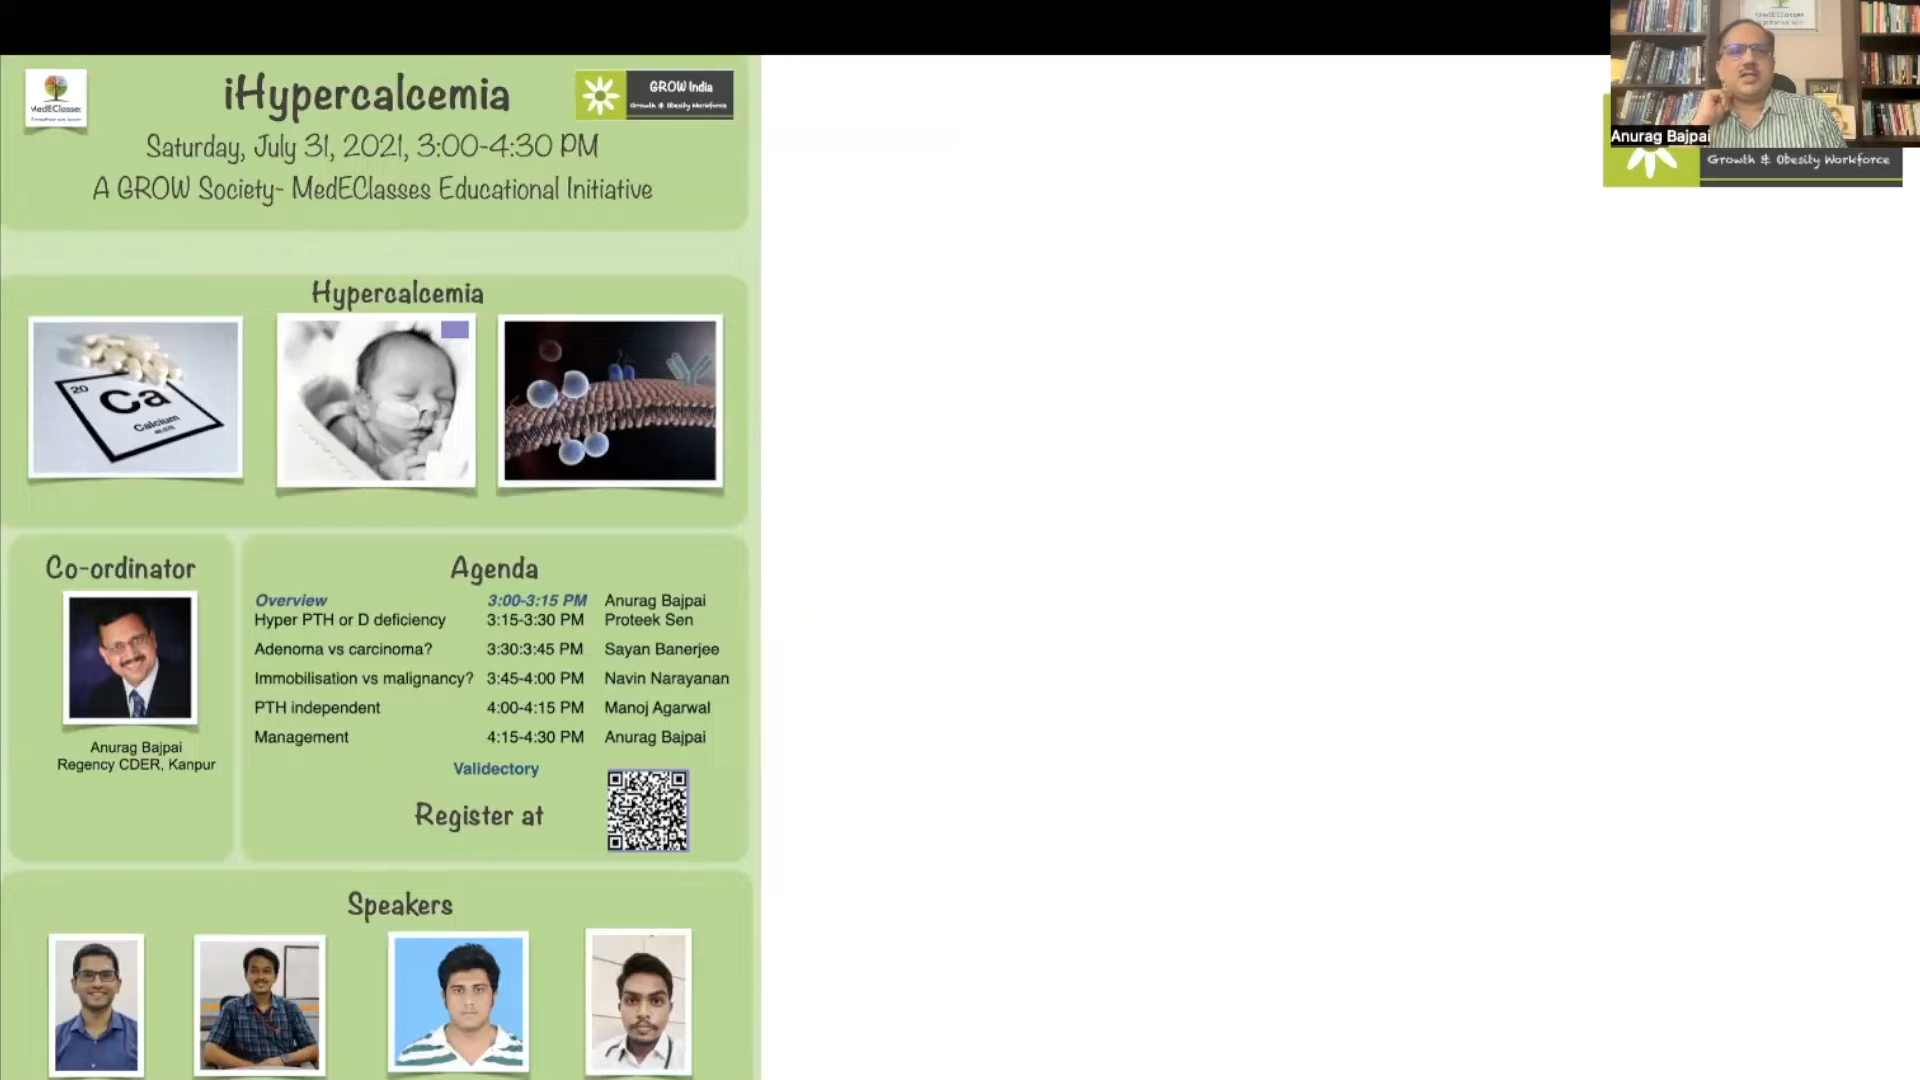 MedEClasses
iHypercalcemia
GROW India
Growth & Obesity Workforce
Saturday, July 31, 2021, 3:00-4:30 PM
A GROW Society- MedEClasses Educational Initiative
Hypercalcemia
20
Ca
Calcium
Co-ordinator
Anurag Bajpai
Regency CDER, Kanpur
Agenda
Overview 3:00-3:15 PM Anurag Bajpai
Hyper PTH or D deficiency 3:15-3:30 PM Proteek Sen
Adenoma vs carcinoma? 3:30:3:45 PM Sayan Banerjee
Immobilisation vs malignancy? 3:45-4:00 PM Navin Narayanan
PTH independent 4:00-4:15 PM Manoj Agarwal
Management 4:15-4:30 PM Anurag Bajpai
Validectory
Register at
Speakers
MedEClasses
Anurag Bajpai
Growth & Obesity Workforce